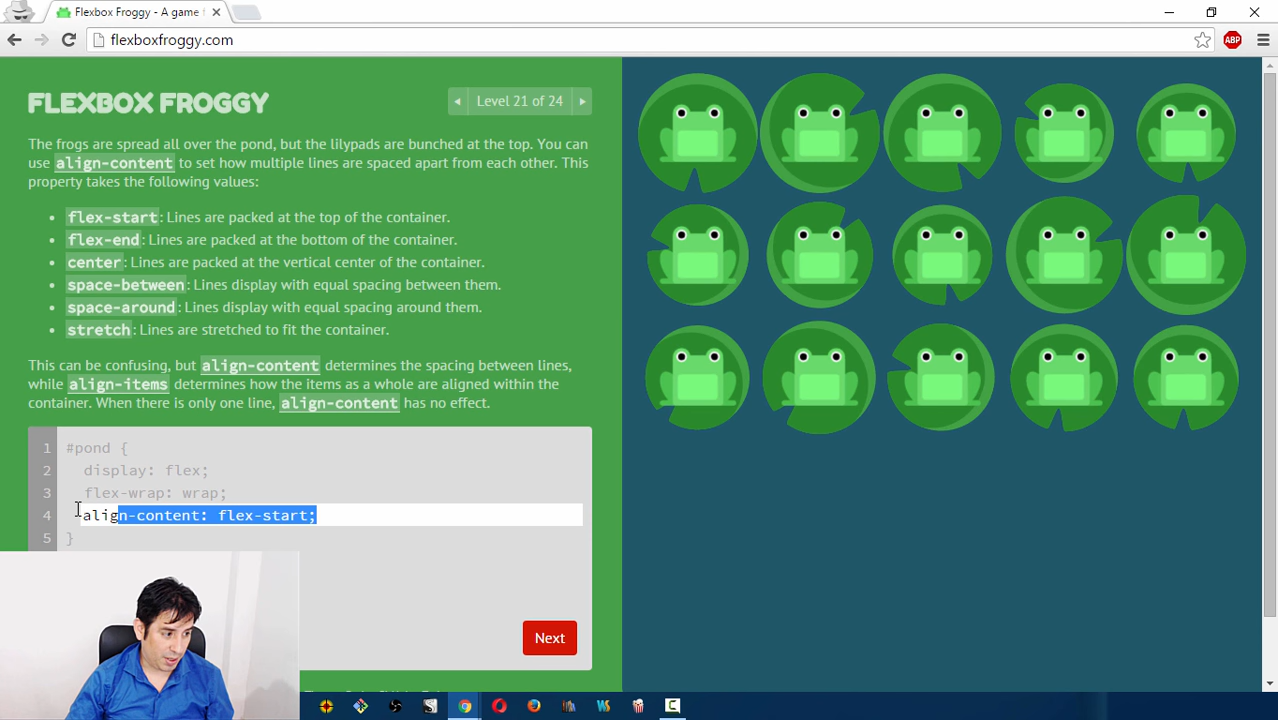 Flexbox Froggy - A game f
flexboxfroggy.com
ABP
FLEXBOX FROGGY
Level 21 of 24
The frogs are spread all over the pond, but the lilypads are bunched at the top. You can
use align-content to set how multiple lines are spaced apart from each other. This
property takes the following values:
flex-start: Lines are packed at the top of the container.
flex-end: Lines are packed at the bottom of the container.
center: Lines are packed at the vertical center of the container.
space-between: Lines display with equal spacing between them.
space-around: Lines display with equal spacing around them.
stretch: Lines are stretched to fit the container.
This can be confusing, but align-content determines the spacing between lines,
while align-items determines how the items as a whole are aligned within the
container. When there is only one line, align-content has no effect.
1 #pond {
2 display: flex;
3 flex-wrap: wrap;
4 align-content: flex-start;
5 }
Next